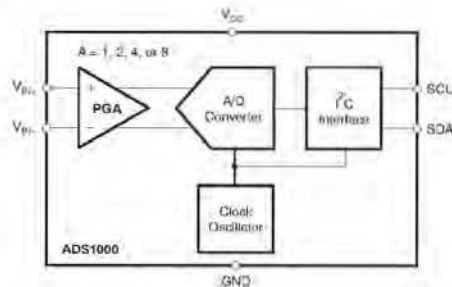 VDD
A = 1, 2, 4, or 8
VIN+
+
PGA
VIN-
−
A/D
Converter
I²C
Interface
SCL
SDA
Clock
Oscillator
ADS1000
GND